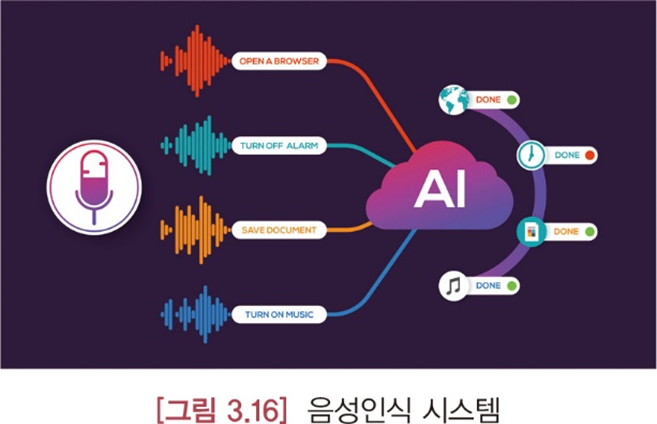 OPEN A BROWSER
TURN OFF ALARM
SAVE DOCUMENT
TURN ON MUSIC
AI
DONE
DONE
DONE
DONE
[그림 3.16] 음성인식 시스템